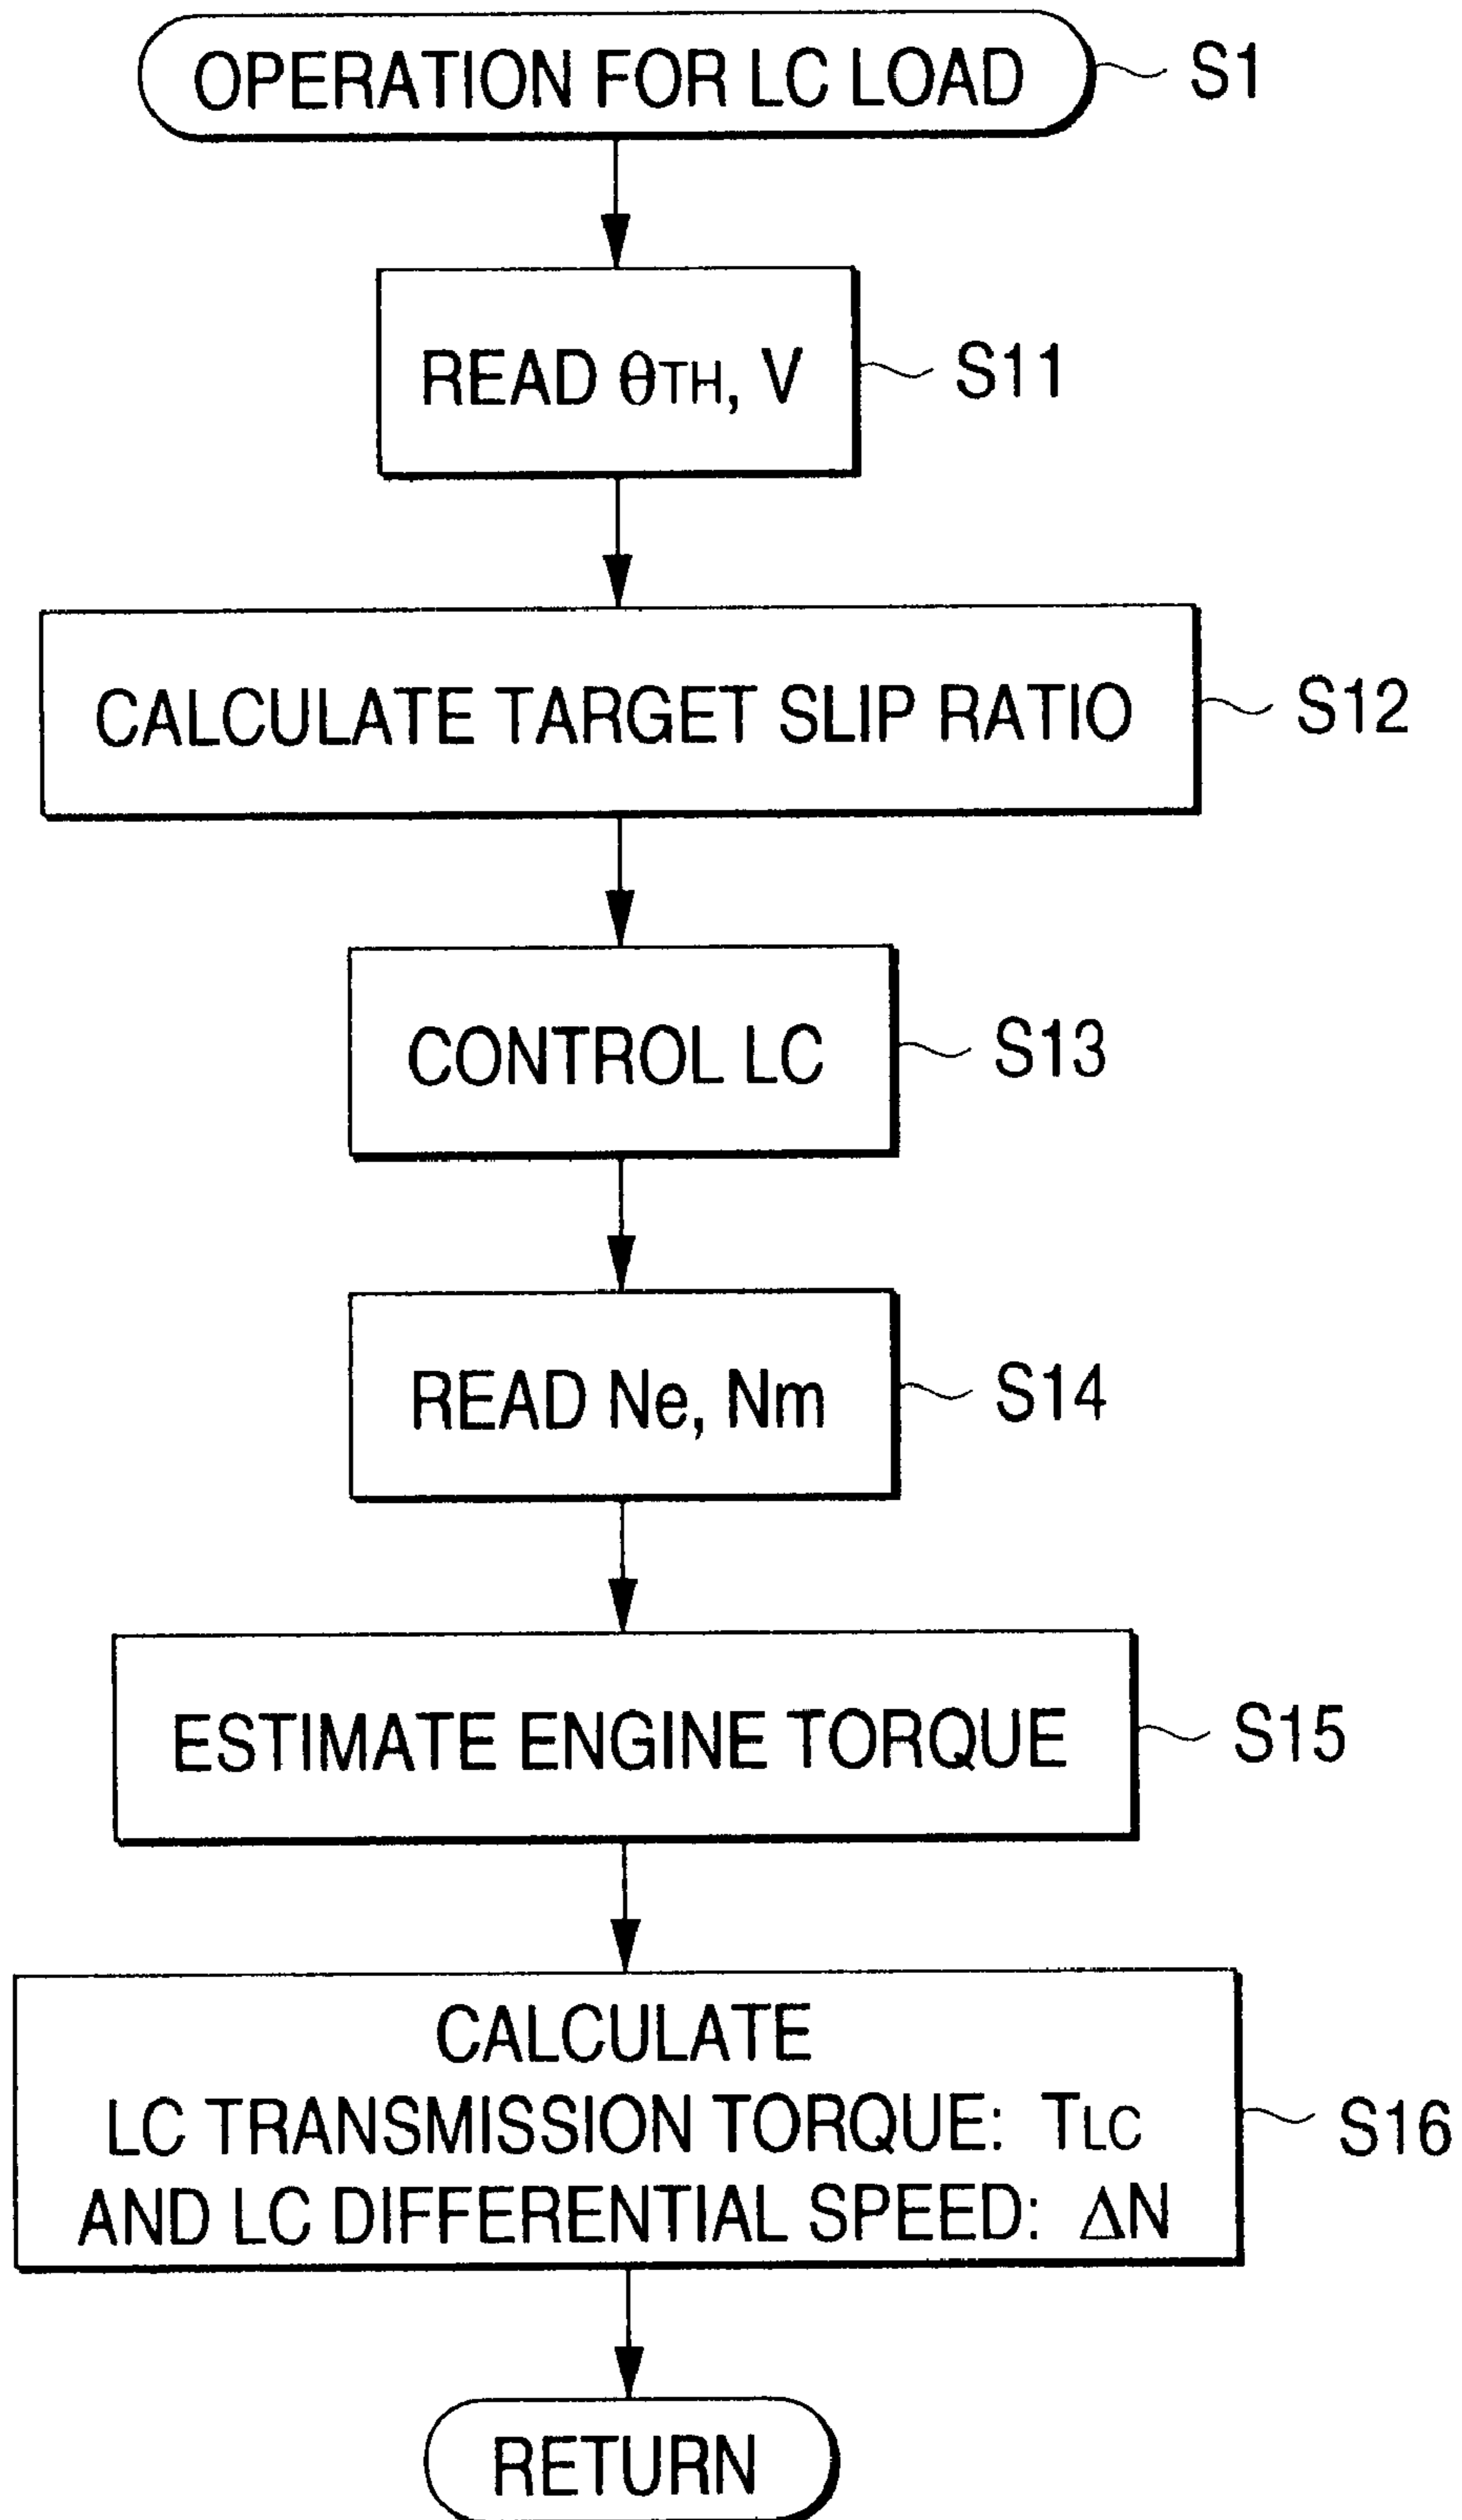 OPERATION FOR LC LOAD
S1
READ θTH, V
S11
CALCULATE TARGET SLIP RATIO
S12
CONTROL LC
S13
READ Ne, Nm
S14
ESTIMATE ENGINE TORQUE
S15
CALCULATE
LC TRANSMISSION TORQUE: TLC
AND LC DIFFERENTIAL SPEED: ΔN
S16
RETURN